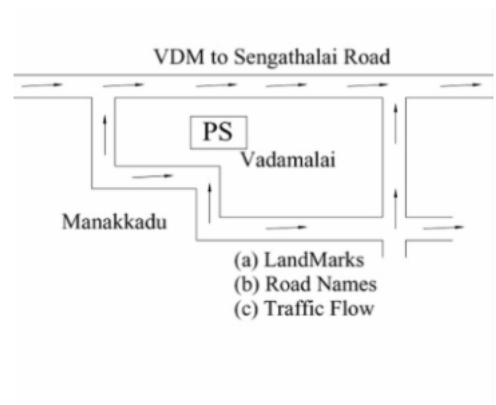 VDM to Sengathalai Road
PS
Vadamalai
Manakkadu
(a) LandMarks
(b) Road Names
(c) Traffic Flow